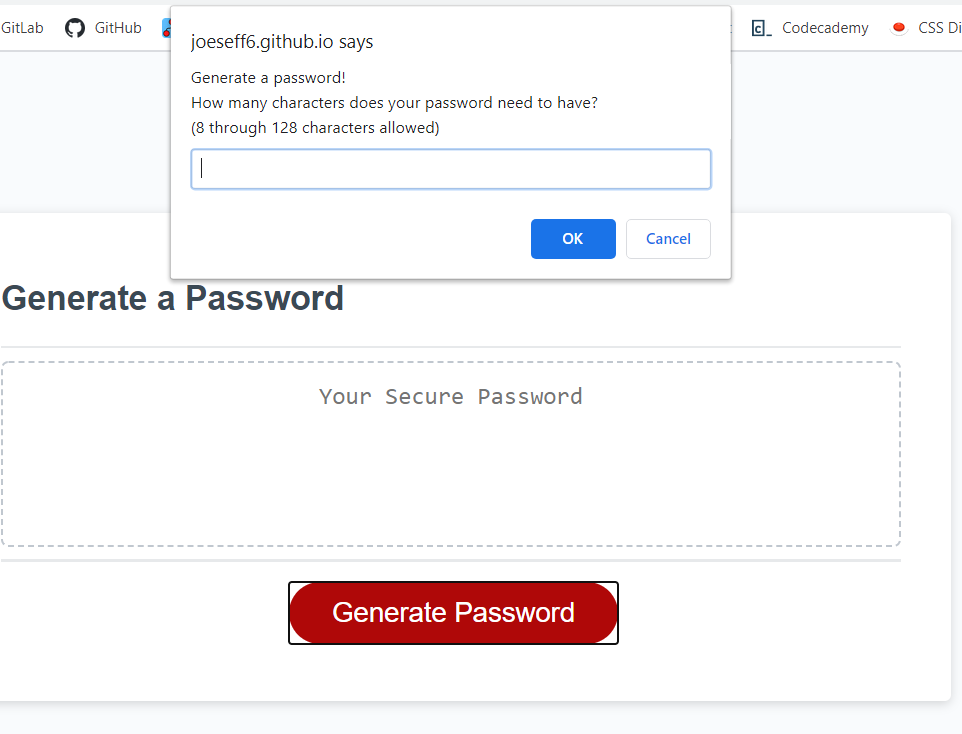 GitLab
GitHub
Codecademy
CSS Di
joeseff6.github.io says
Generate a password!
How many characters does your password need to have?
(8 through 128 characters allowed)
OK
Cancel
Generate a Password
Your Secure Password
Generate Password